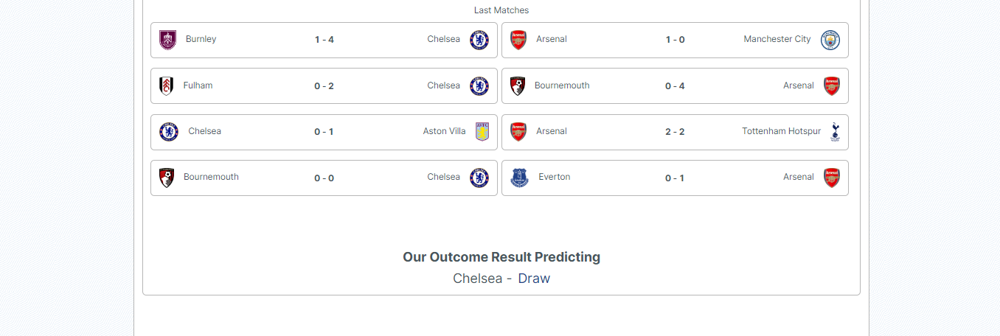 Last Matches
Burnley 1 - 4 Chelsea Arsenal 1 - 0 Manchester City
Fulham 0 - 2 Chelsea Bournemouth 0 - 4 Arsenal
Chelsea 0 - 1 Aston Villa Arsenal 2 - 2 Tottenham Hotspur
Bournemouth 0 - 0 Chelsea Everton 0 - 1 Arsenal
Our Outcome Result Predicting
Chelsea - Draw